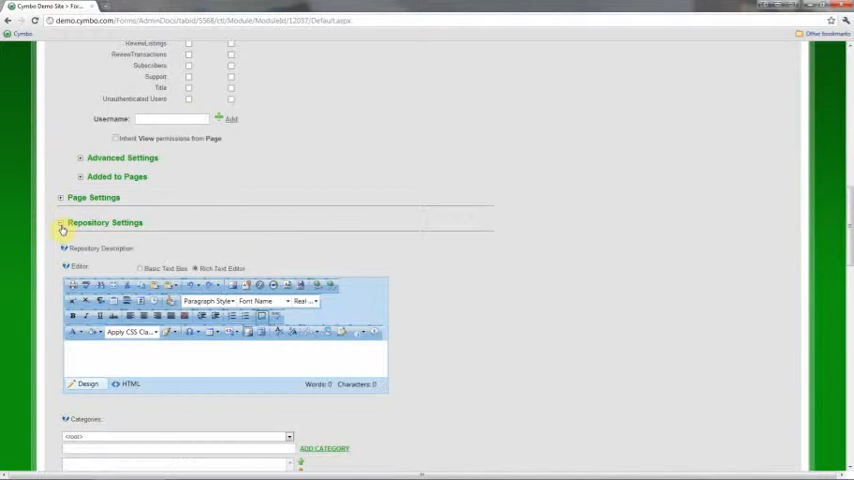 Cymbo Demo Site > For...
demo.cymbo.com/Forms/AdminDocs/tabid/5368/ctl/Module/ModuleId/12037/Default.aspx
Cymbo
Other bookmarks
ReviewListings
ReviewTransactions
Subscribers
Support
Title
Unauthenticated Users
Username:
Add
Inherit View permissions from Page
Advanced Settings
Added to Pages
Page Settings
Repository Settings
Repository Description:
Editor:
Basic Text Box
Rich Text Editor
Paragraph Style
Font Name
Real ...
B I U
Apply CSS Cla...
Design
HTML
Words: 0
Characters: 0
Categories:
<root>
ADD CATEGORY